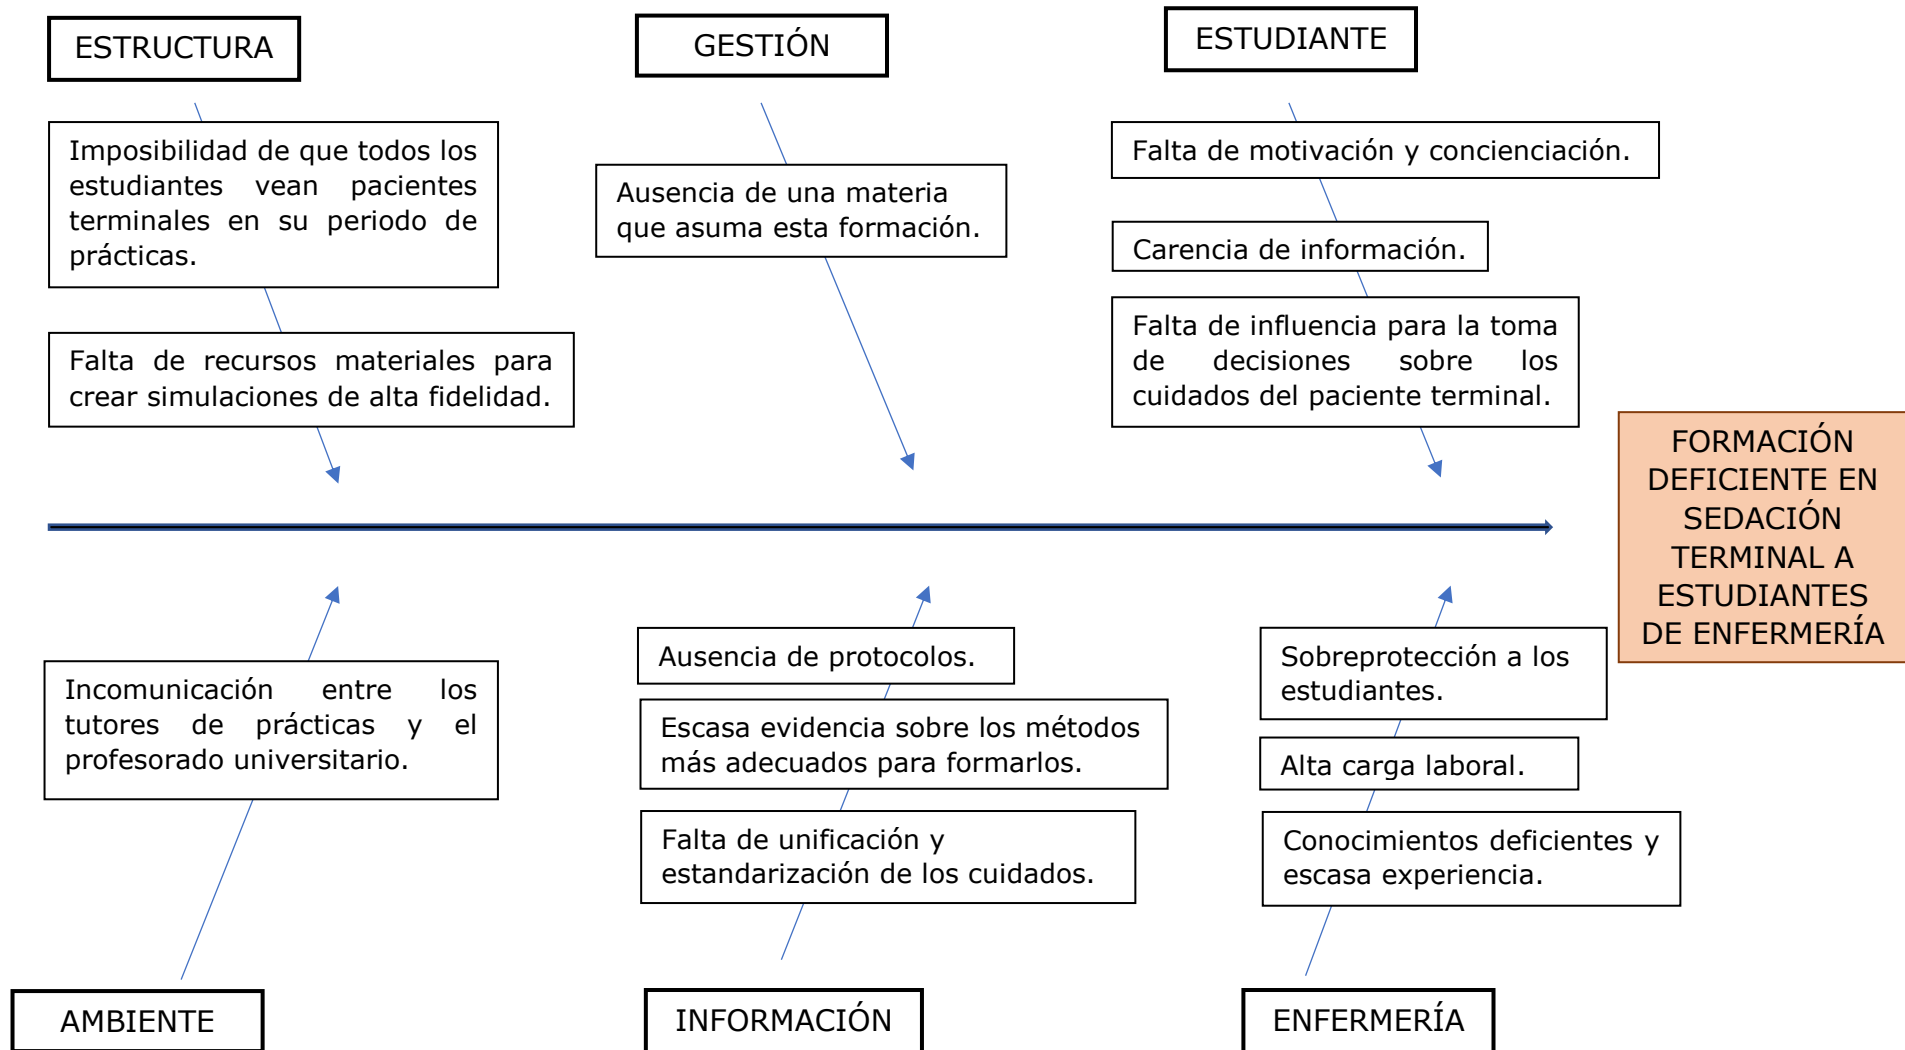 ESTRUCTURA
GESTIÓN
ESTUDIANTE
Imposibilidad de que todos los
estudiantes vean pacientes
terminales en su periodo de
prácticas.
Falta de recursos materiales para
crear simulaciones de alta fidelidad.
Ausencia de una materia
que asuma esta formación.
Falta de motivación y concienciación.
Carencia de información.
Falta de influencia para la toma
de decisiones sobre los
cuidados del paciente terminal.
FORMACIÓN
DEFICIENTE EN
SEDACIÓN
TERMINAL A
ESTUDIANTES
DE ENFERMERÍA
Incomunicación entre los
tutores de prácticas y el
profesorado universitario.
Ausencia de protocolos.
Escasa evidencia sobre los métodos
más adecuados para formarlos.
Falta de unificación y
estandarización de los cuidados.
Sobreprotección a los
estudiantes.
Alta carga laboral.
Conocimientos deficientes y
escasa experiencia.
AMBIENTE
INFORMACIÓN
ENFERMERÍA